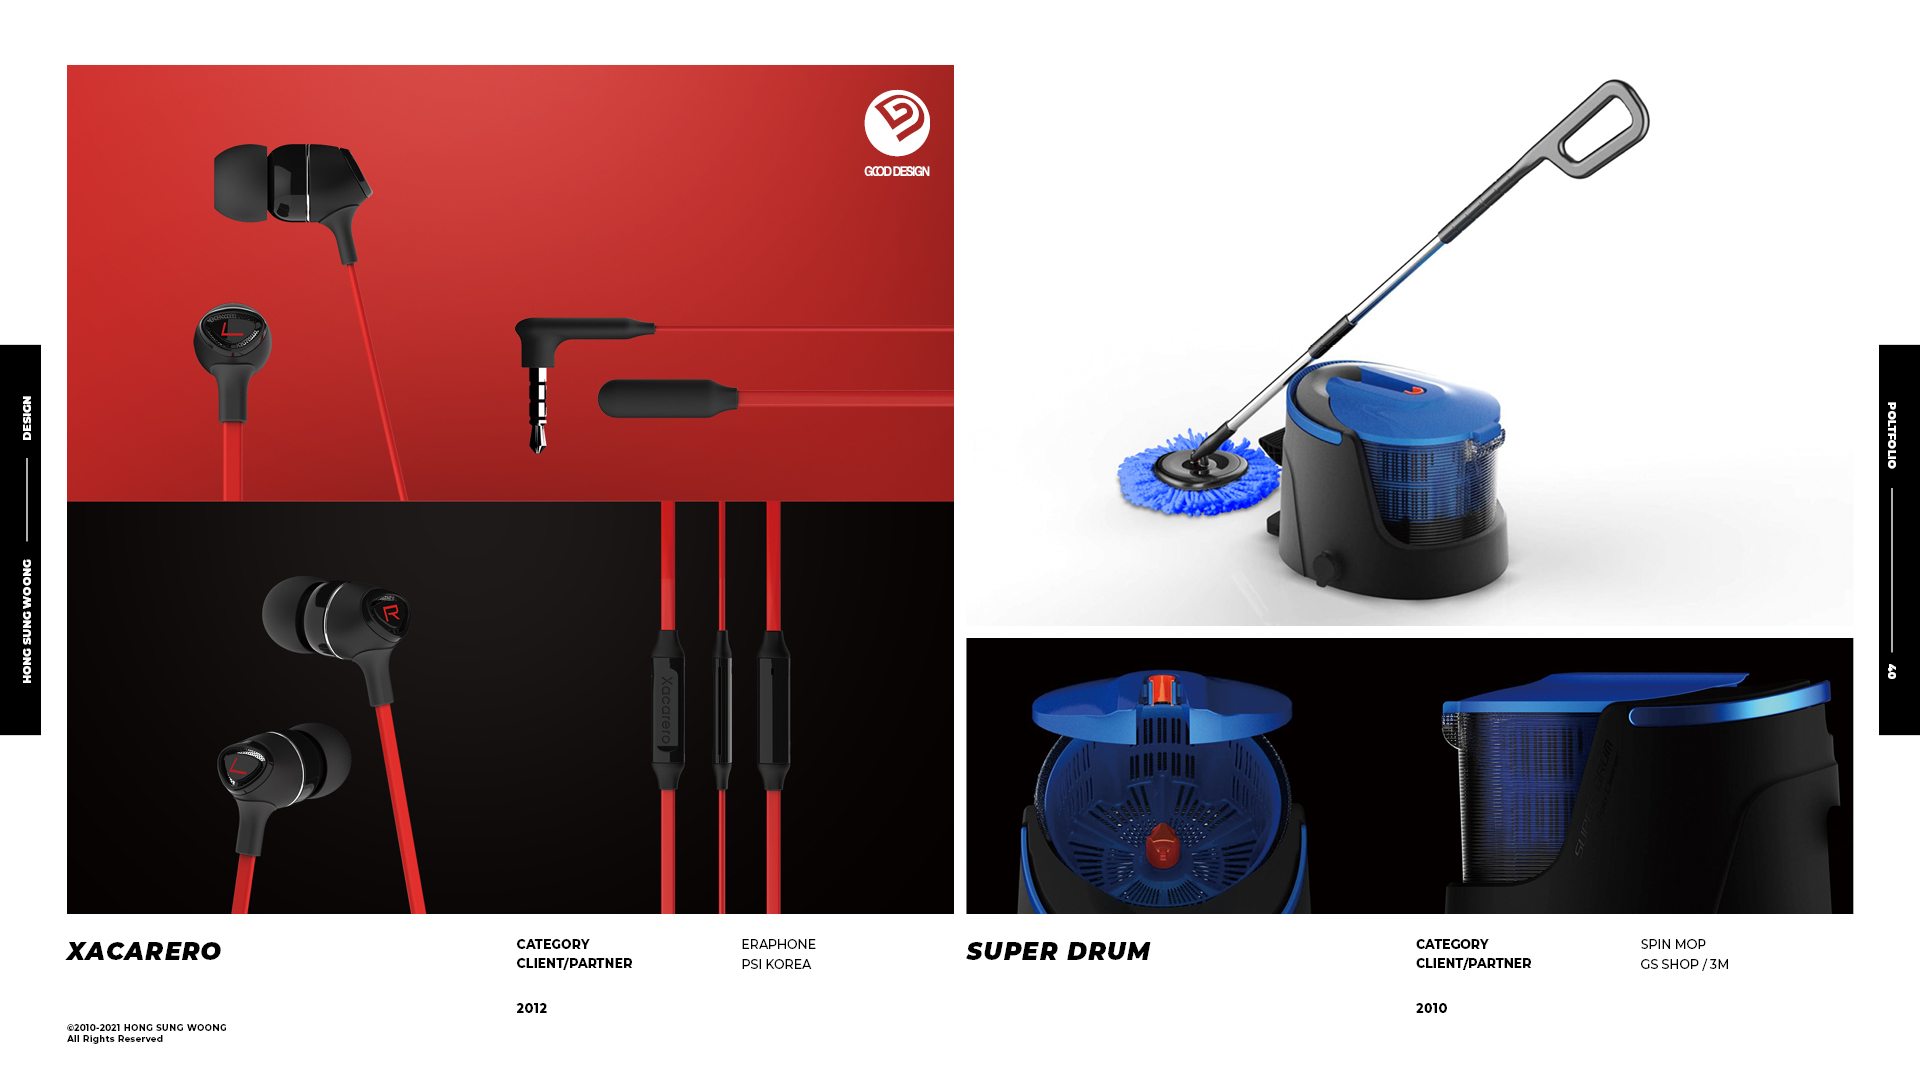 DESIGN
HONG SUNG WOONG
GOOD DESIGN
L
R
L
Xacarero
POLTFOLIO
40
XACARERO
CATEGORY
ERAPHONE
CLIENT/PARTNER
PSI KOREA
2012
SUPER DRUM
CATEGORY
SPIN MOP
CLIENT/PARTNER
GS SHOP / 3M
2010
©2010-2021 HONG SUNG WOONG
All Rights Reserved